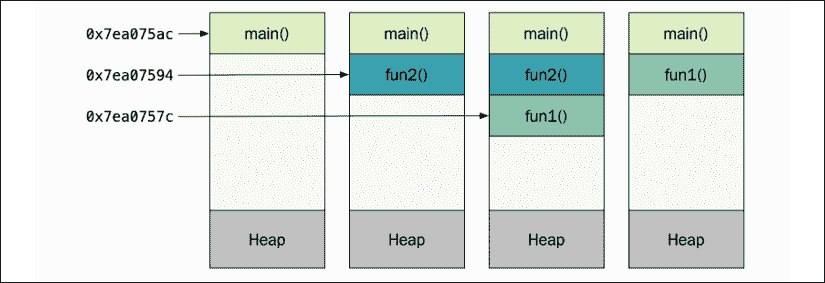 0x7ea075ac main() main() main() main()
0x7ea07594 fun2() fun2() fun1()
0x7ea0757c fun1()
Heap Heap Heap Heap